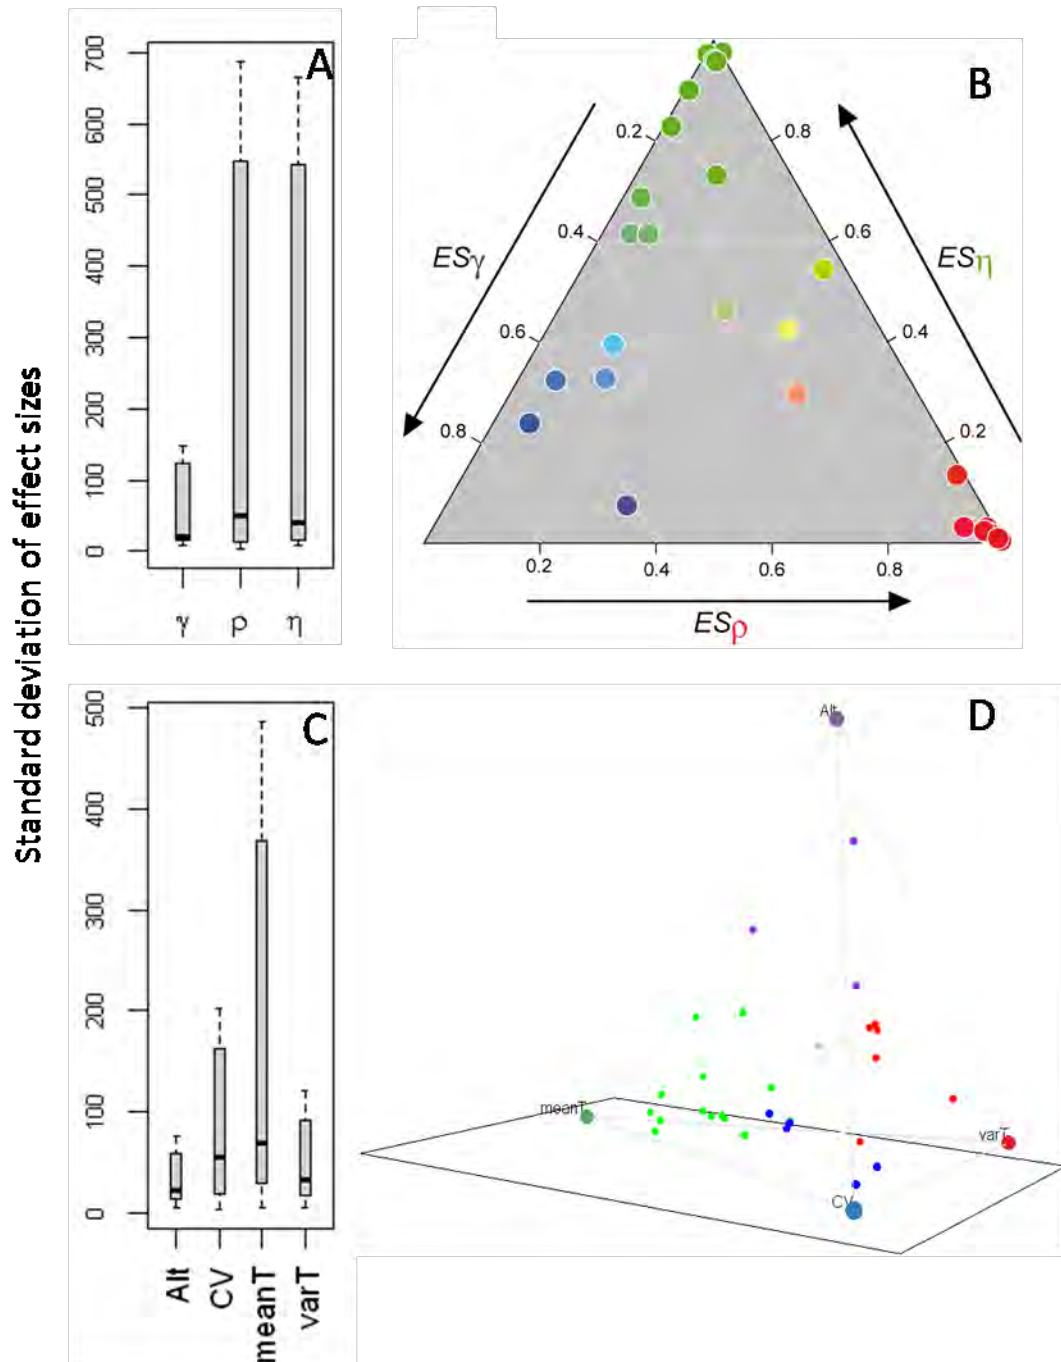 Standard deviation of effect sizes
A
700
600
500
400
300
200
100
0
γ ρ η
B
0.2 0.8
0.4 0.6
ESγ ESη
0.6 0.4
0.8 0.2
0.2 0.4 0.6 0.8
ESρ
C
500
400
300
200
100
0
Alt CV meanT varT
D
Alt
meanT
varT
CV